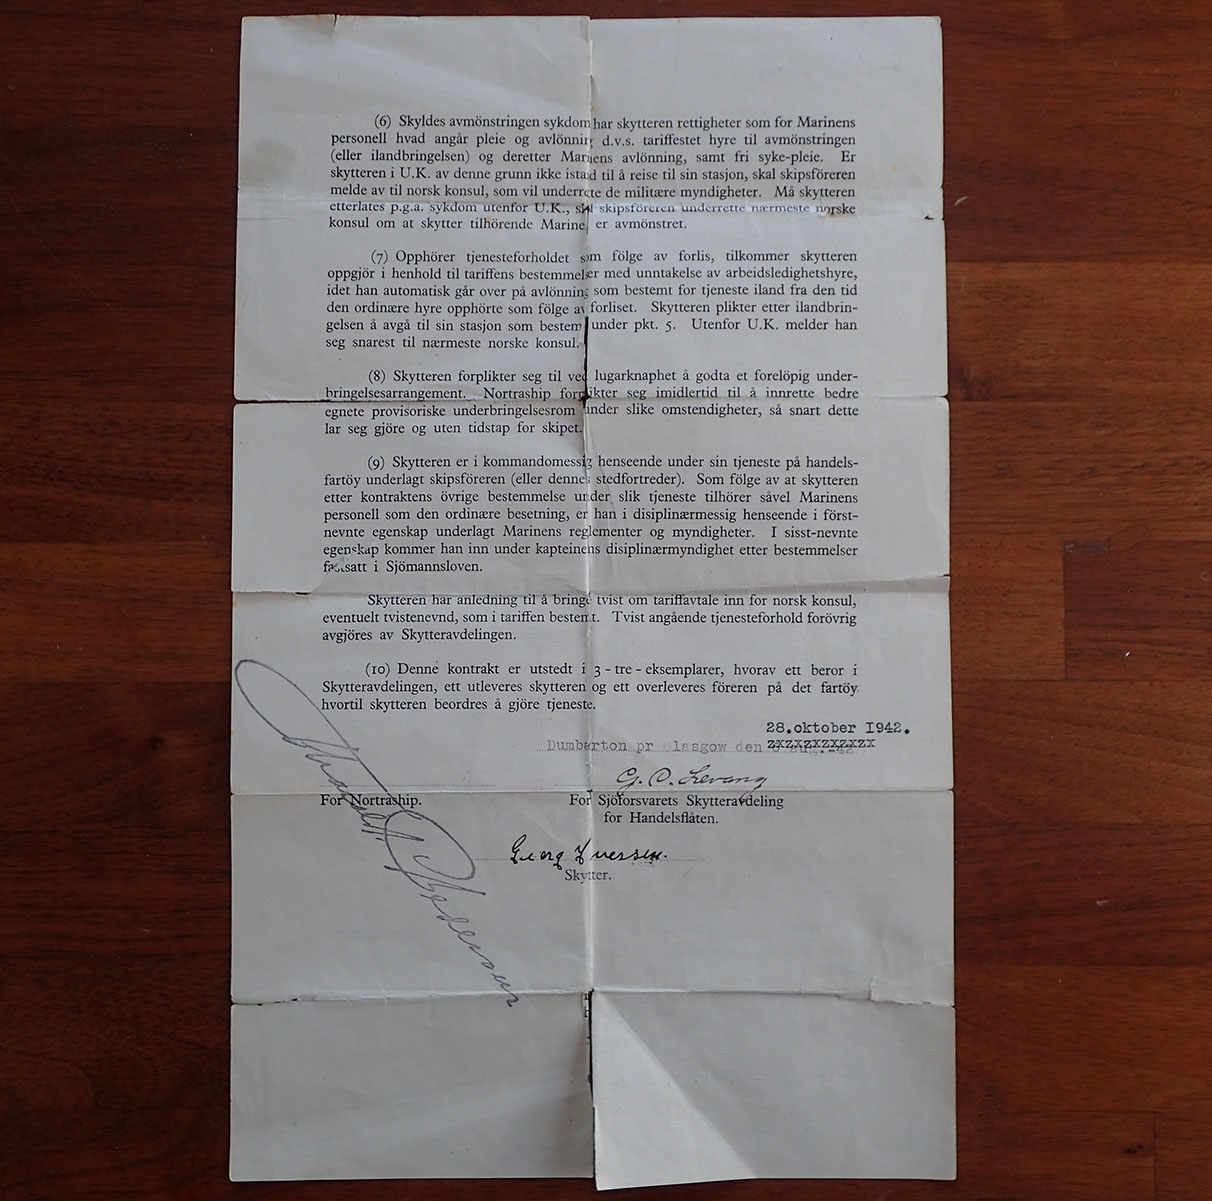 (6) Skyldes avmönstringen sykdom har skytteren rettigheter som for Marinens
personell hvad angår pleie og avlönning d.v.s. tariffestet hyre til avmönstringen
(eller ilandbringelsen) og deretter Marinens avlönning, samt fri syke-pleie. Er
skytteren i U.K. av denne grunn ikke istand til å reise til sin stasjon, skal skipsföreren
melde av til norsk konsul, som vil underrette de militære myndigheter. Må skytteren
etterlates p.g.a. sykdom utenfor U.K., skal skipsföreren underrette nærmeste norske
konsul om at skytter tilhörende Marinen er avmönstret.
(7) Opphörer tjenesteforholdet som fölge av forlis, tilkommer skytteren
oppgjör i henhold til tariffens bestemmelser med unntakelse av arbeidsledighetshyre,
idet han automatisk går over på avlönning som bestemt for tjeneste iland fra den tid
den ordinære hyre opphörte som fölge av forliset. Skytteren plikter etter ilandbrin-
gelsen å avgå til sin stasjon som bestemt under pkt. 5. Utenfor U.K. melder han
seg snarest til nærmeste norske konsul.
(8) Skytteren forplikter seg til ved lugarknaphet å godta et forelöpig under-
bringelsesarrangement. Nortraship forplikter seg imidlertid til å innrette bedre
egnete provisoriske underbringelsesrom under slike omstendigheter, så snart dette
lar seg gjöre og uten tidstap for skipet.
(9) Skytteren er i kommandomessig henseende under sin tjeneste på handels-
fartöy underlagt skipsföreren (eller dennes stedfortreder). Som fölge av at skytteren
etter kontraktens övrige bestemmelse under slik tjeneste tilhörer såvel Marinens
personell som den ordinære besetning, er han i disiplinærmessig henseende i först-
nevnte egenskap underlagt Marinens reglementer og myndigheter. I sisst-nevnte
egenskap kommer han inn under kapteinens disiplinærmyndighet etter bestemmelser
fastsatt i Sjömannsloven.
Skytteren har anledning til å bringe tvist om tariffavtale inn for norsk konsul,
eventuelt tvistenevnd, som i tariffen bestemt. Tvist angående tjenesteforhold forövrig
avgjöres av Skytteravdelingen.
(10) Denne kontrakt er utstedt i 3 - tre - eksemplarer, hvorav ett beror i
Skytteravdelingen, ett utleveres skytteren og ett overleveres föreren på det fartöy
hvortil skytteren beordres å gjöre tjeneste.
28.oktober 1942.
Dumberton pr lasgow den zxzxzxzxzxzx
G. O. Levang
For Nortraship.
For Sjöforsvarets Skytteravdeling
for Handelsflåten.
Georg Iversen.
Skytter.